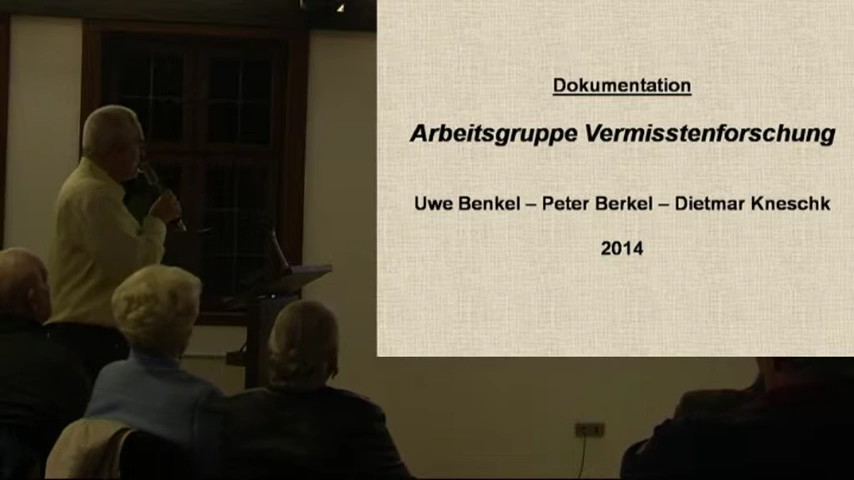 Dokumentation
Arbeitsgruppe Vermisstenforschung
Uwe Benkel – Peter Berkel – Dietmar Kneschk
2014